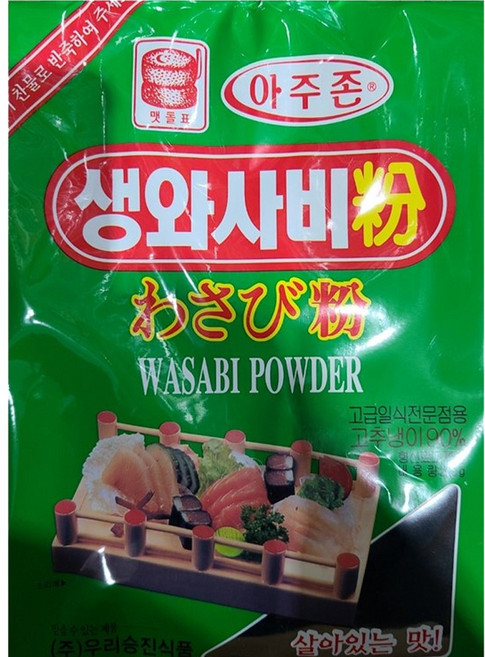 찬물로 반죽하여 주세
맷돌표
아주존®
생와사비粉
わさび粉
WASABI POWDER
고급일식전문점용
고추냉이90%
(주)우리승진식품
살아있는 맛!